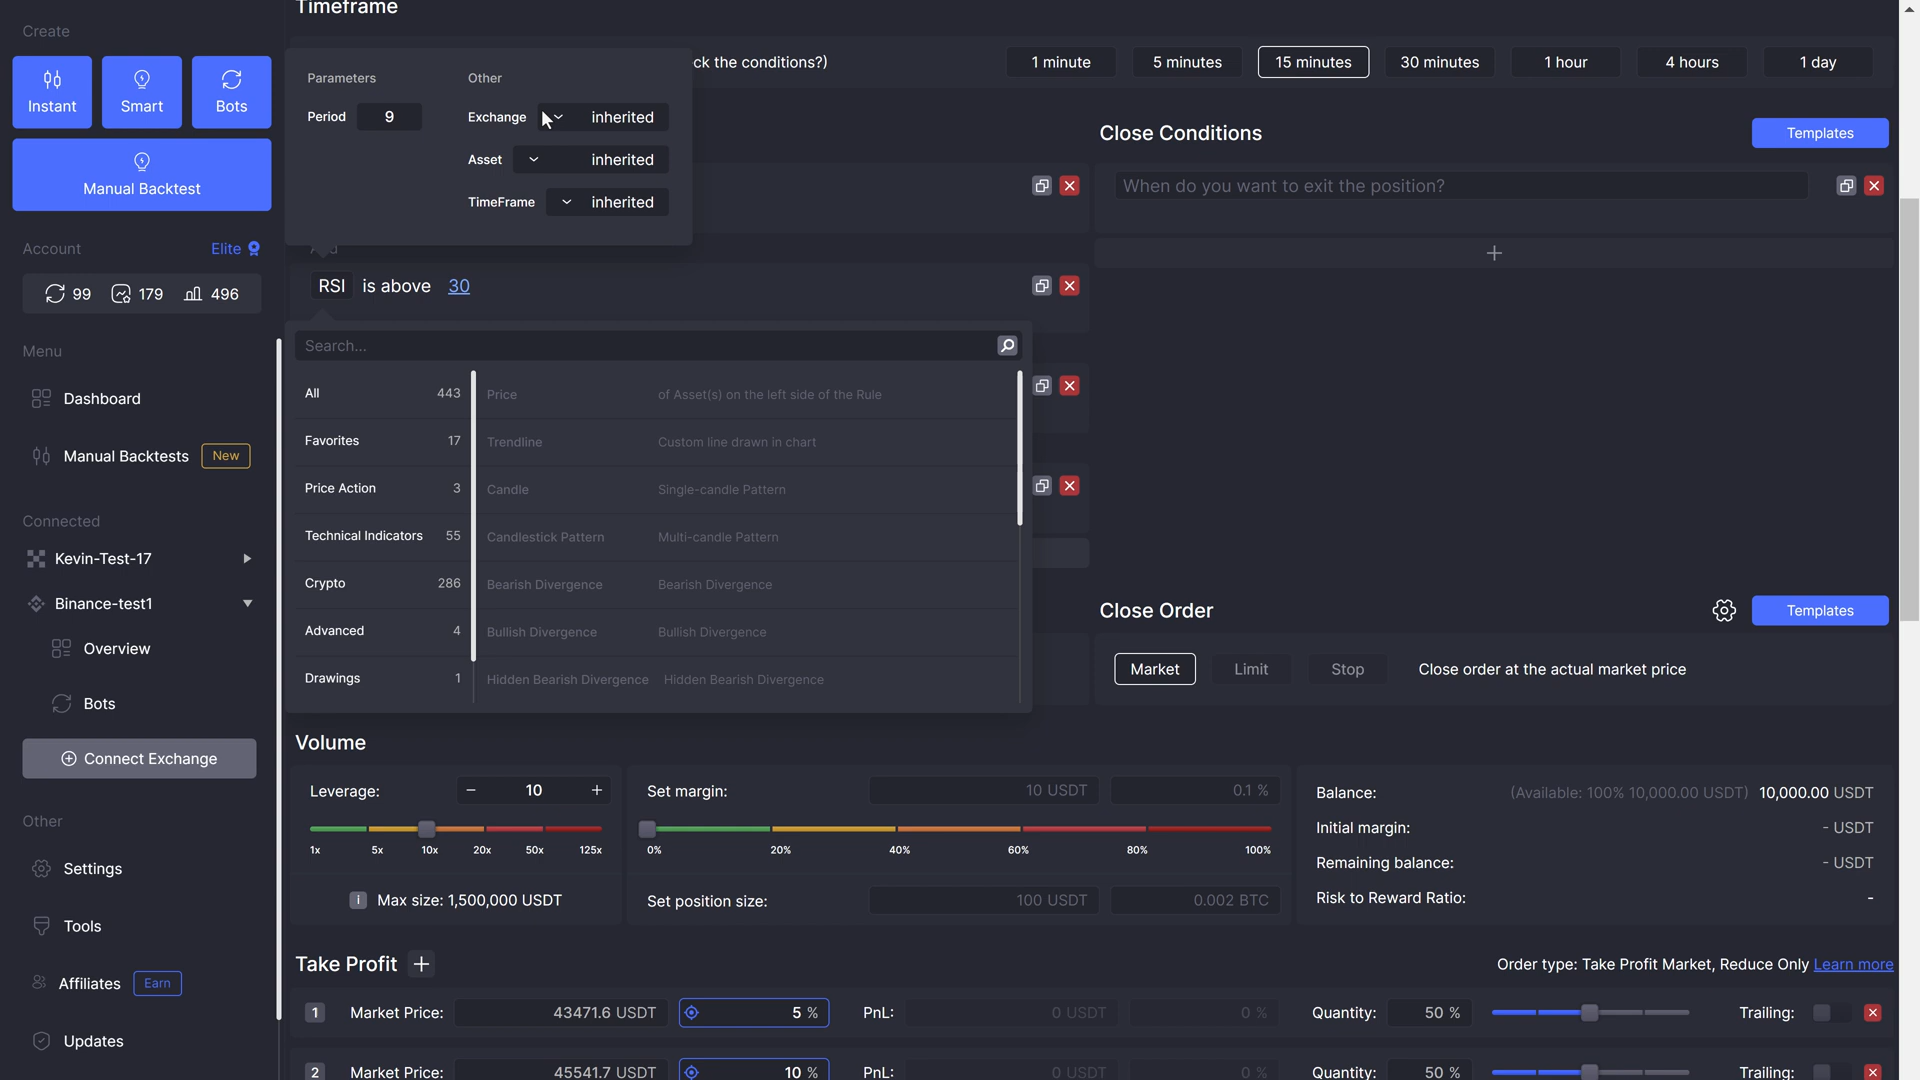 Create
Instant
Smart
Bots
Manual Backtest
Account
Elite
99
179
496
Menu
Dashboard
Manual Backtests
New
Connected
Kevin-Test-17
Binance-test1
Overview
Bots
Connect Exchange
Other
Settings
Tools
Affiliates
Earn
Updates
Timeframe
ck the conditions?)
1 minute
5 minutes
15 minutes
30 minutes
1 hour
4 hours
1 day
Parameters
Other
Period
9
Exchange
inherited
Asset
inherited
TimeFrame
inherited
RSI is above 30
Search...
All 443
Favorites 17
Price Action 3
Technical Indicators 55
Crypto 286
Advanced 4
Drawings 1
Price of Asset(s) on the left side of the Rule
Trendline Custom line drawn in chart
Candle Single-candle Pattern
Candlestick Pattern Multi-candle Pattern
Bearish Divergence Bearish Divergence
Bullish Divergence Bullish Divergence
Hidden Bearish Divergence Hidden Bearish Divergence
Close Conditions
Templates
When do you want to exit the position?
+
Close Order
Templates
Market
Limit
Stop
Close order at the actual market price
Volume
Leverage:
- 10 +
1x 5x 10x 20x 50x 125x
i Max size: 1,500,000 USDT
Set margin:
10 USDT
0.1 %
0% 20% 40% 60% 80% 100%
Set position size:
100 USDT
0.002 BTC
Balance: (Available: 100% 10,000.00 USDT) 10,000.00 USDT
Initial margin: - USDT
Remaining balance: - USDT
Risk to Reward Ratio: -
Take Profit +
Order type: Take Profit Market, Reduce Only Learn more
1 Market Price: 43471.6 USDT 5 % PnL: 0 USDT 0 % Quantity: 50 % Trailing:
2 Market Price: 45541.7 USDT 10 % PnL: 0 USDT 0 % Quantity: 50 % Trailing: